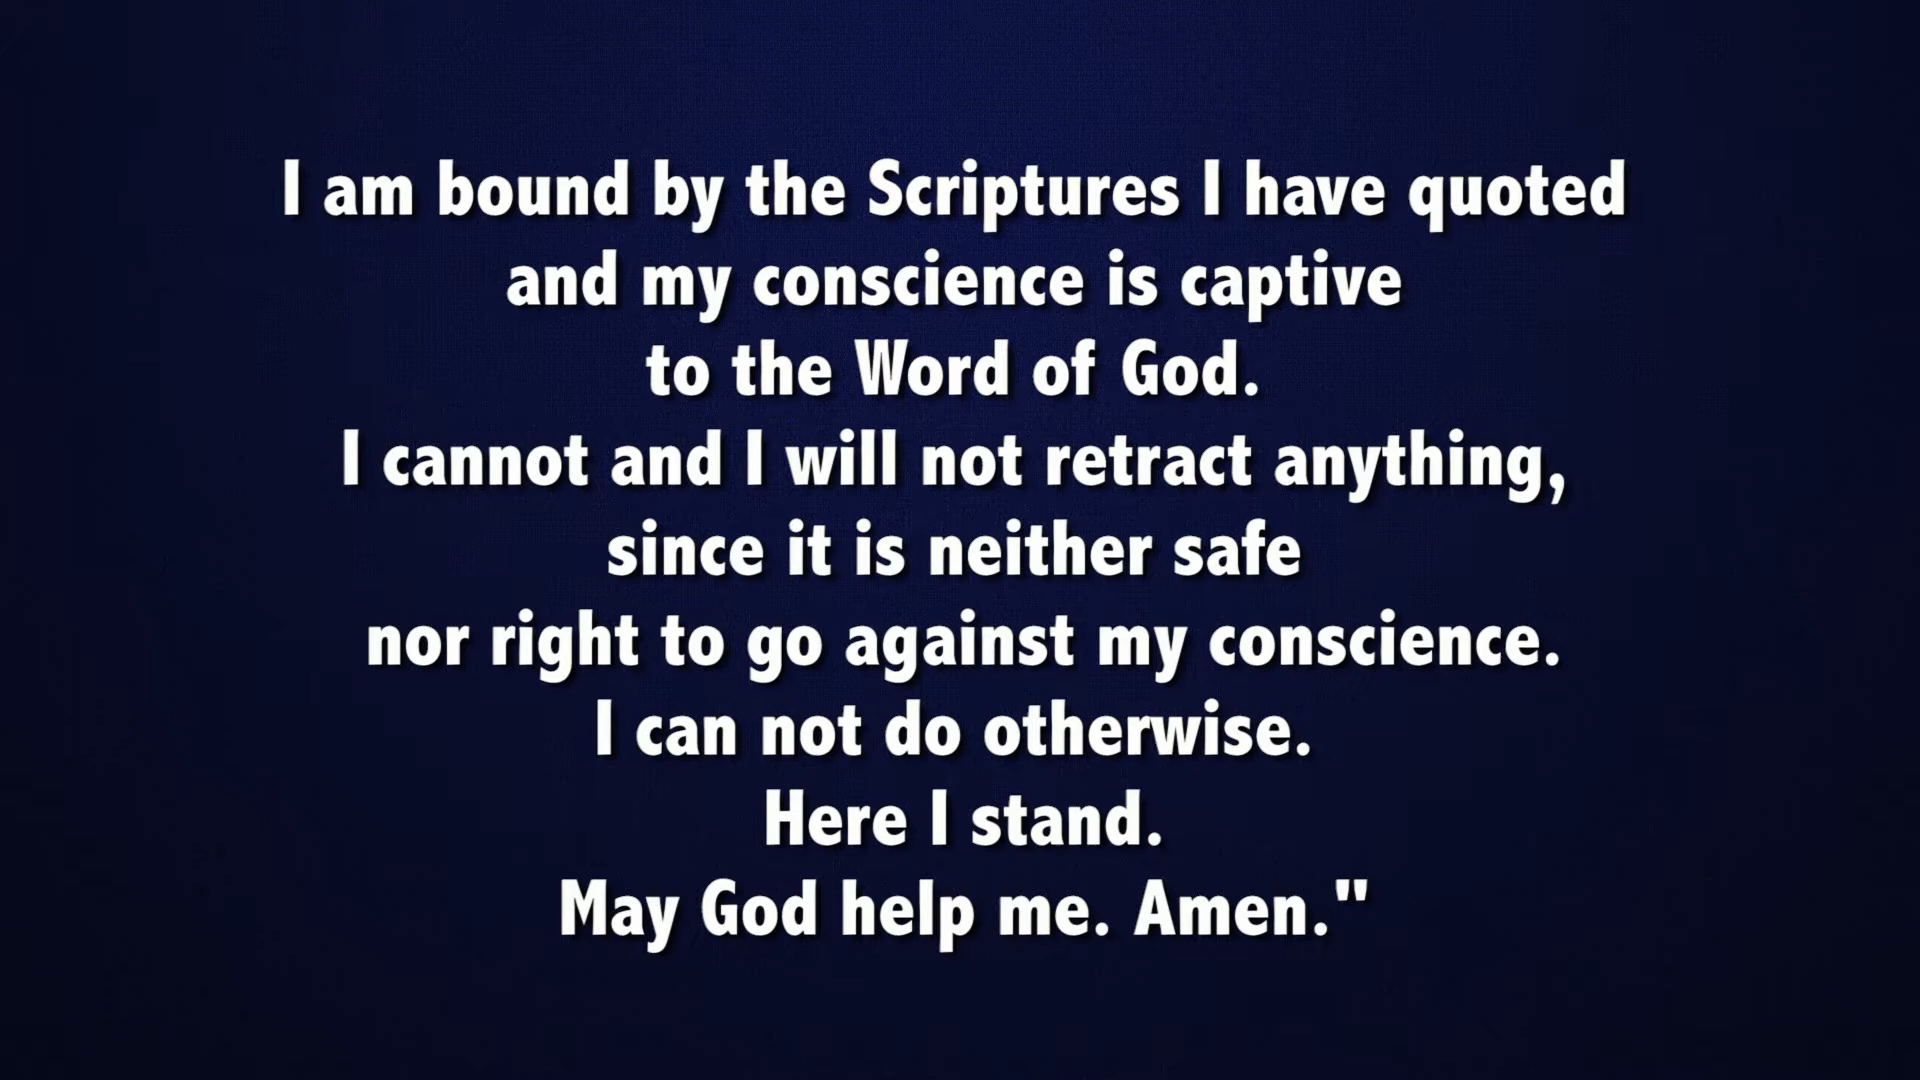 I am bound by the Scriptures I have quoted
and my conscience is captive
to the Word of God.
I cannot and I will not retract anything,
since it is neither safe
nor right to go against my conscience.
I can not do otherwise.
Here I stand.
May God help me. Amen."